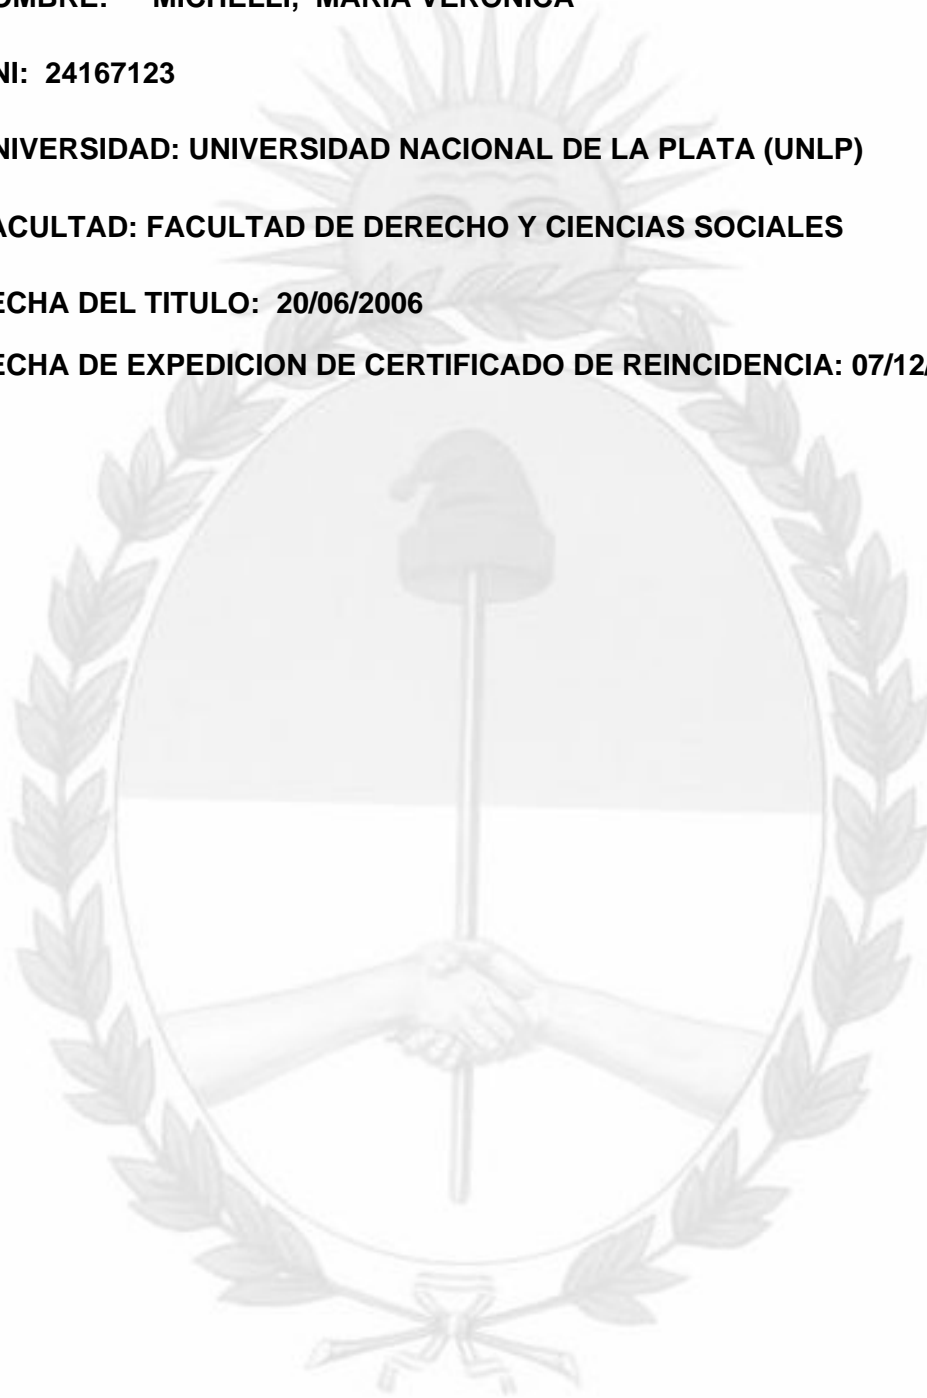 OMBRE: MICHELLI, MARIA VERONICA
NI: 24167123
NIVERSIDAD: UNIVERSIDAD NACIONAL DE LA PLATA (UNLP)
ACULTAD: FACULTAD DE DERECHO Y CIENCIAS SOCIALES
ECHA DEL TITULO: 20/06/2006
ECHA DE EXPEDICION DE CERTIFICADO DE REINCIDENCIA: 07/12/